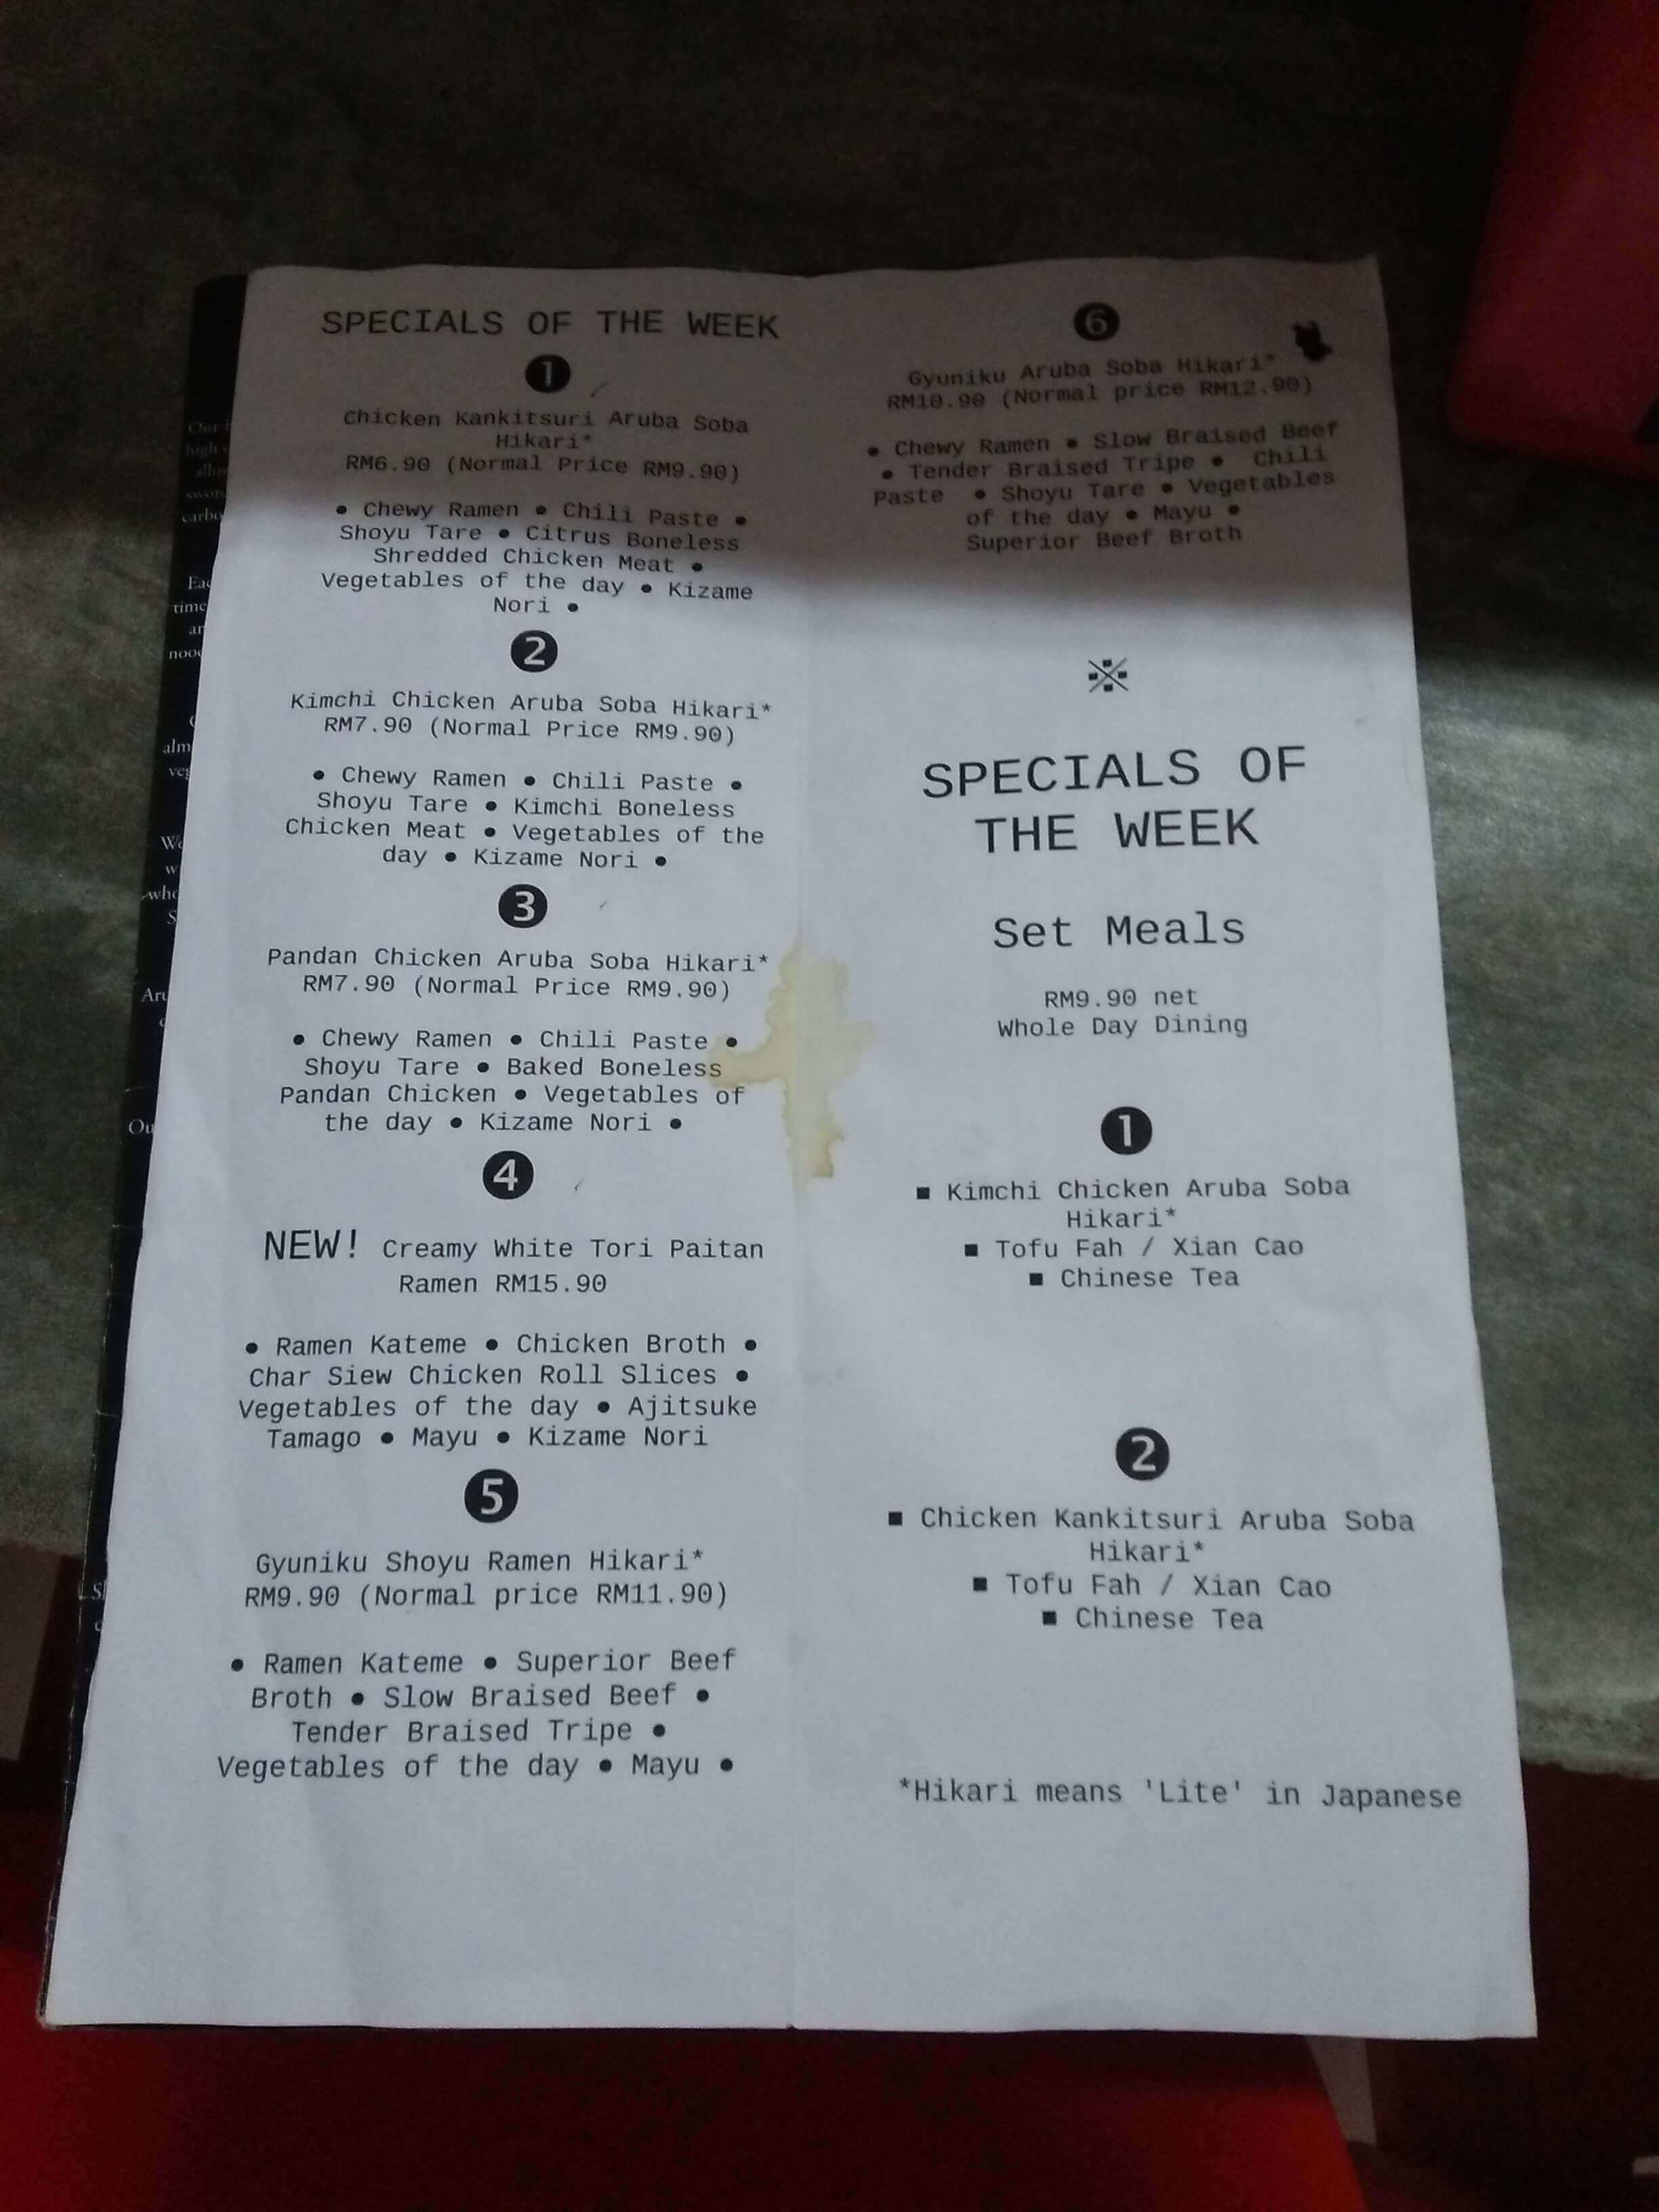 SPECIALS OF THE WEEK
1
Chicken Kankitsuri Aruba Soba
Hikari*
RM6.90 (Normal Price RM9.90)
● Chewy Ramen ● Chili Paste ●
Shoyu Tare ● Citrus Boneless
Shredded Chicken Meat ●
Vegetables of the day ● Kizame
Nori ●
2
Kimchi Chicken Aruba Soba Hikari*
RM7.90 (Normal Price RM9.90)
● Chewy Ramen ● Chili Paste ●
Shoyu Tare ● Kimchi Boneless
Chicken Meat ● Vegetables of the
day ● Kizame Nori ●
3
Pandan Chicken Aruba Soba Hikari*
RM7.90 (Normal Price RM9.90)
● Chewy Ramen ● Chili Paste ●
Shoyu Tare ● Baked Boneless
Pandan Chicken ● Vegetables of
the day ● Kizame Nori ●
4
NEW! Creamy White Tori Paitan
Ramen RM15.90
● Ramen Kateme ● Chicken Broth ●
Char Siew Chicken Roll Slices ●
Vegetables of the day ● Ajitsuke
Tamago ● Mayu ● Kizame Nori
5
Gyuniku Shoyu Ramen Hikari*
RM9.90 (Normal price RM11.90)
● Ramen Kateme ● Superior Beef
Broth ● Slow Braised Beef ●
Tender Braised Tripe ●
Vegetables of the day ● Mayu ●
6
Gyuniku Aruba Soba Hikari*
RM10.90 (Normal price RM12.90)
● Chewy Ramen ● Slow Braised Beef
● Tender Braised Tripe ● Chili
Paste ● Shoyu Tare ● Vegetables
of the day ● Mayu ●
Superior Beef Broth
※
SPECIALS OF
THE WEEK
Set Meals
RM9.90 net
Whole Day Dining
1
■ Kimchi Chicken Aruba Soba
Hikari*
■ Tofu Fah / Xian Cao
■ Chinese Tea
2
■ Chicken Kankitsuri Aruba Soba
Hikari*
■ Tofu Fah / Xian Cao
■ Chinese Tea
*Hikari means 'Lite' in Japanese